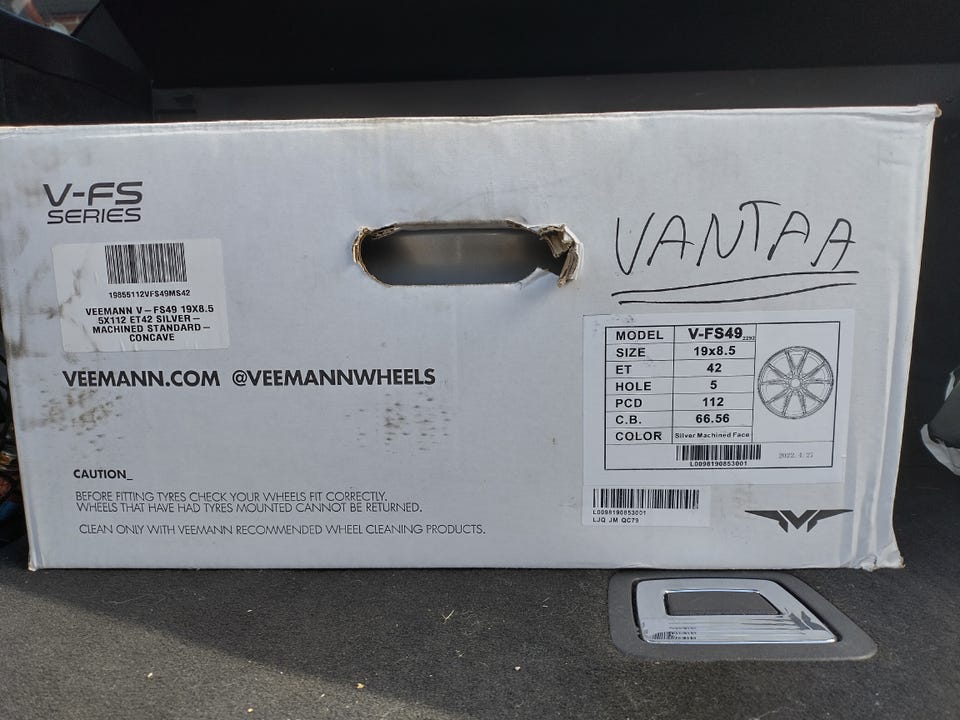 V-FS
SERIES
19855112VFS49MS42
VEEMANN V-FS49 19X8.5
5X112 ET42 SILVER-
MACHINED STANDARD-
CONCAVE
VANTAA
VEEMANN.COM @VEEMANNWHEELS
MODEL V-FS49 2292
SIZE 19x8.5
ET 42
HOLE 5
PCD 112
C.B. 66.56
COLOR Silver Machined Face
L0098190853001
2022.4.27
CAUTION_
BEFORE FITTING TYRES CHECK YOUR WHEELS FIT CORRECTLY.
WHEELS THAT HAVE HAD TYRES MOUNTED CANNOT BE RETURNED.
CLEAN ONLY WITH VEEMANN RECOMMENDED WHEEL CLEANING PRODUCTS.
L0098190853001
LJQ JM QC79